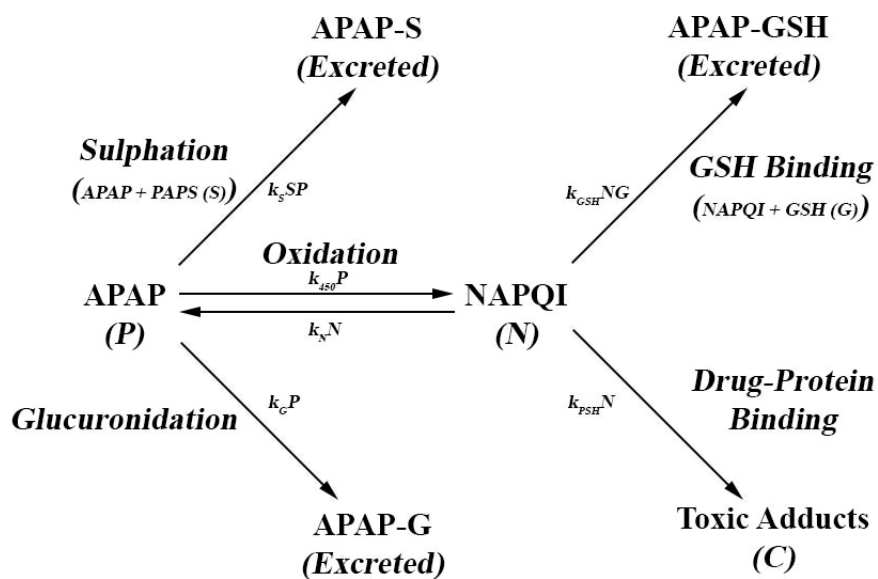 APAP-S
(Excreted)
APAP-GSH
(Excreted)
Sulphation
(APAP + PAPS (S))
k_S SP
k_GSH NG
GSH Binding
(NAPQI + GSH (G))
Oxidation
k_450 P
APAP
(P)
NAPQI
(N)
k_N N
Glucuronidation
k_G P
k_PSH N
Drug-Protein
Binding
APAP-G
(Excreted)
Toxic Adducts
(C)